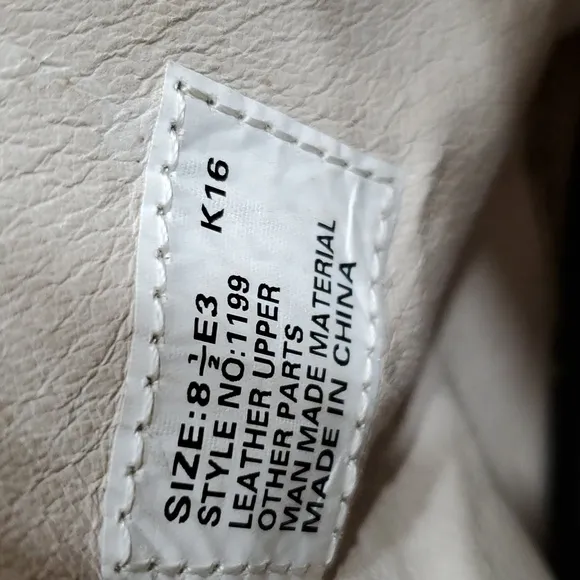 SIZE:8½E3 K16
STYLE NO:1199
LEATHER UPPER
OTHER PARTS
MAN MADE MATERIAL
MADE IN CHINA